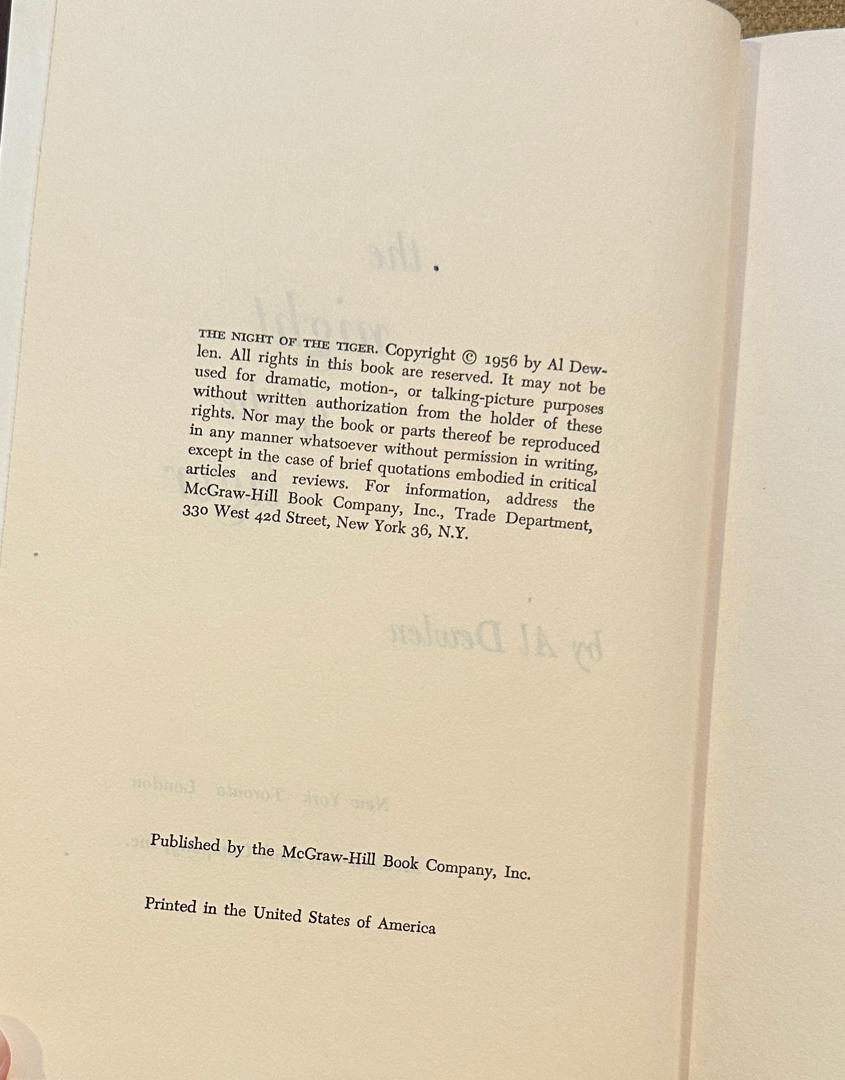 THE NIGHT OF THE TIGER. Copyright © 1956 by Al Dew-
len. All rights in this book are reserved. It may not be
used for dramatic, motion-, or talking-picture purposes
without written authorization from the holder of these
rights. Nor may the book or parts thereof be reproduced
in any manner whatsoever without permission in writing,
except in the case of brief quotations embodied in critical
articles and reviews. For information, address the
McGraw-Hill Book Company, Inc., Trade Department,
330 West 42d Street, New York 36, N.Y.
Published by the McGraw-Hill Book Company, Inc.
Printed in the United States of America